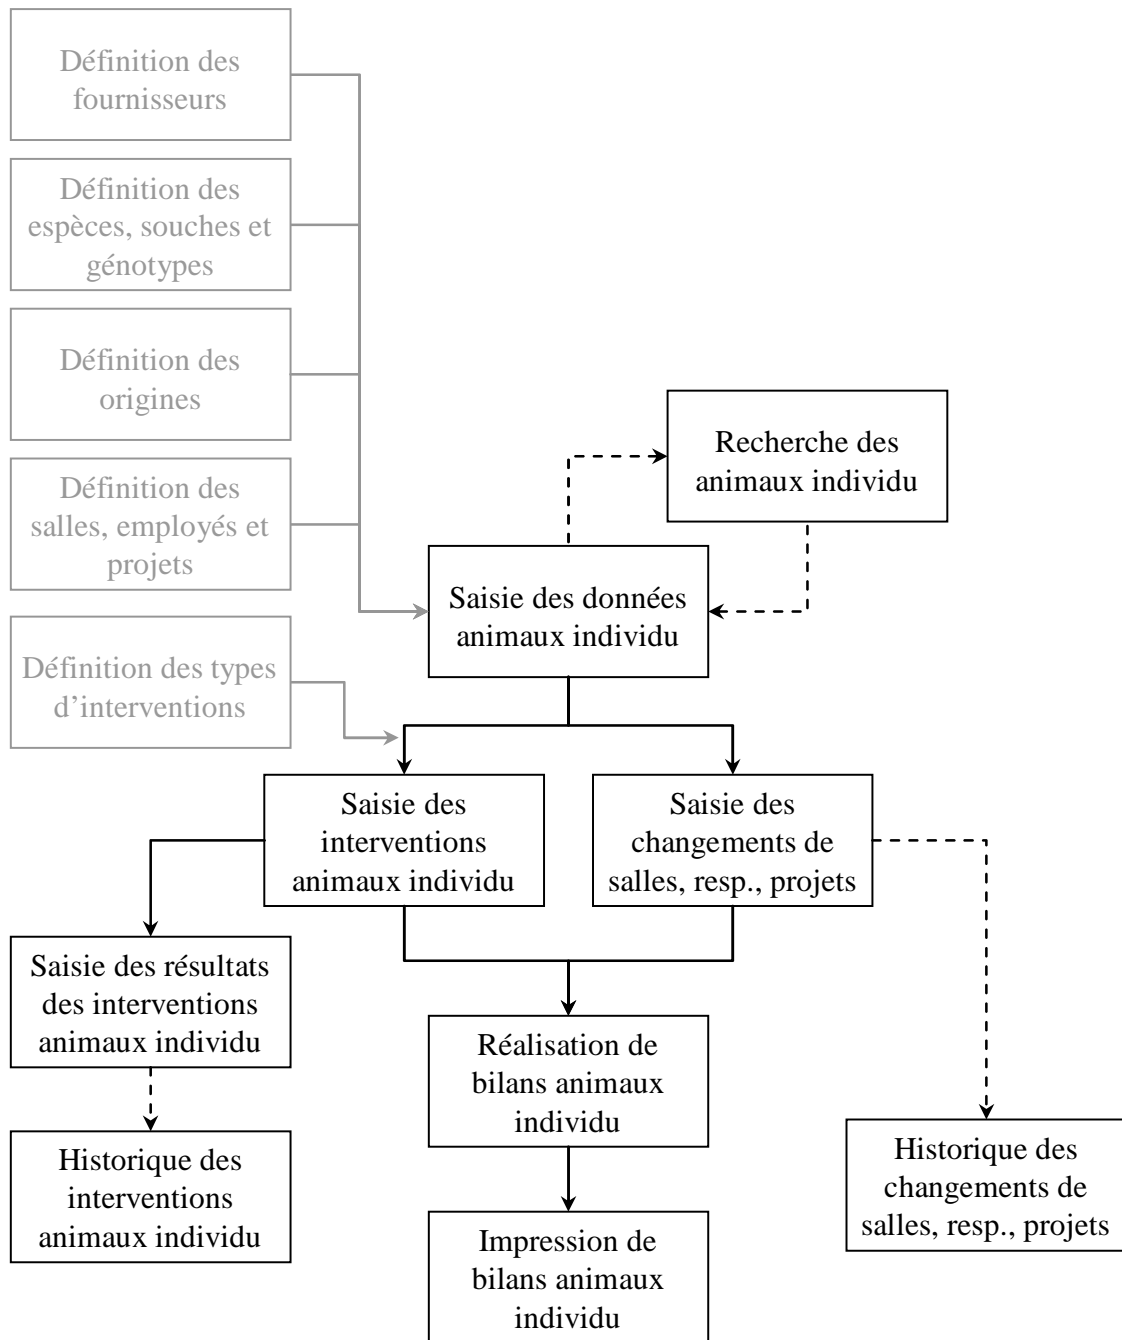 Définition des
fournisseurs
Définition des
espèces, souches et
génotypes
Définition des
origines
Recherche des
animaux individu
Définition des
salles, employés et
projets
Saisie des données
animaux individu
Définition des types
d’interventions
Saisie des
interventions
animaux individu
Saisie des
changements de
salles, resp., projets
Saisie des résultats
des interventions
animaux individu
Réalisation de
bilans animaux
individu
Historique des
interventions
animaux individu
Historique des
changements de
salles, resp., projets
Impression de
bilans animaux
individu